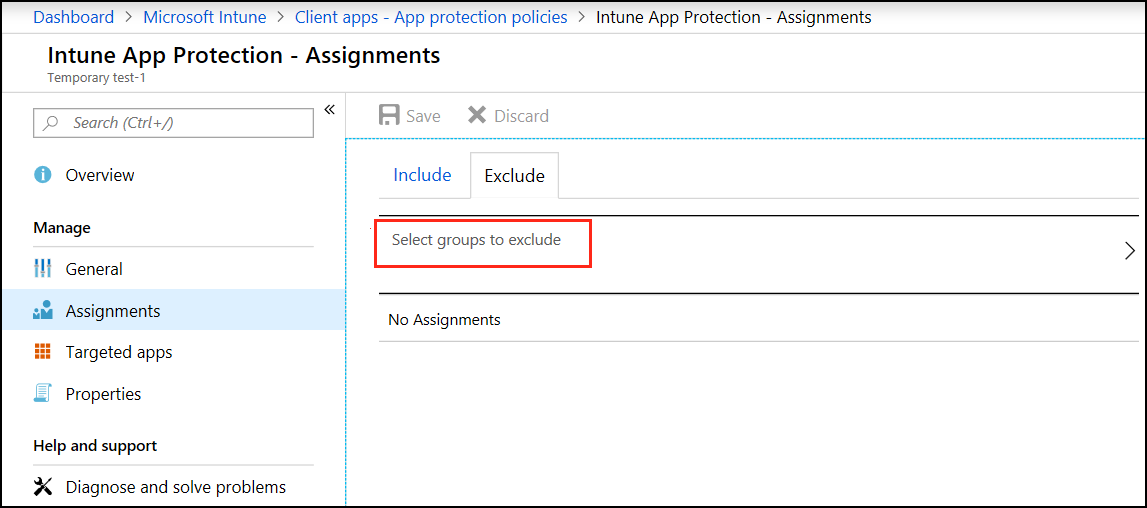 Dashboard > Microsoft Intune > Client apps - App protection policies > Intune App Protection - Assignments
Intune App Protection - Assignments
Temporary test-1
Search (Ctrl+/)
Overview
Manage
General
Assignments
Targeted apps
Properties
Help and support
Diagnose and solve problems
Save Discard
Include Exclude
Select groups to exclude
No Assignments